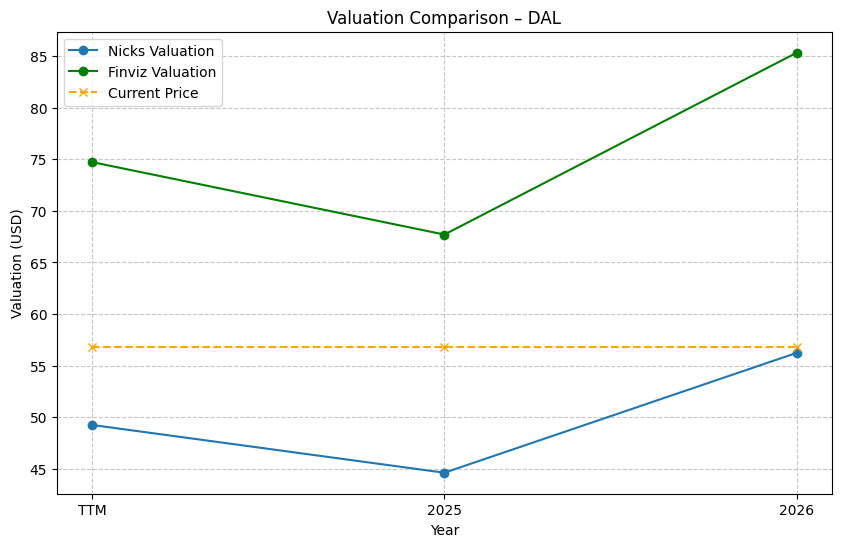 Valuation Comparison – DAL
Nicks Valuation
Finviz Valuation
Current Price
Valuation (USD)
85
80
75
70
65
60
55
50
45
TTM
2025
2026
Year